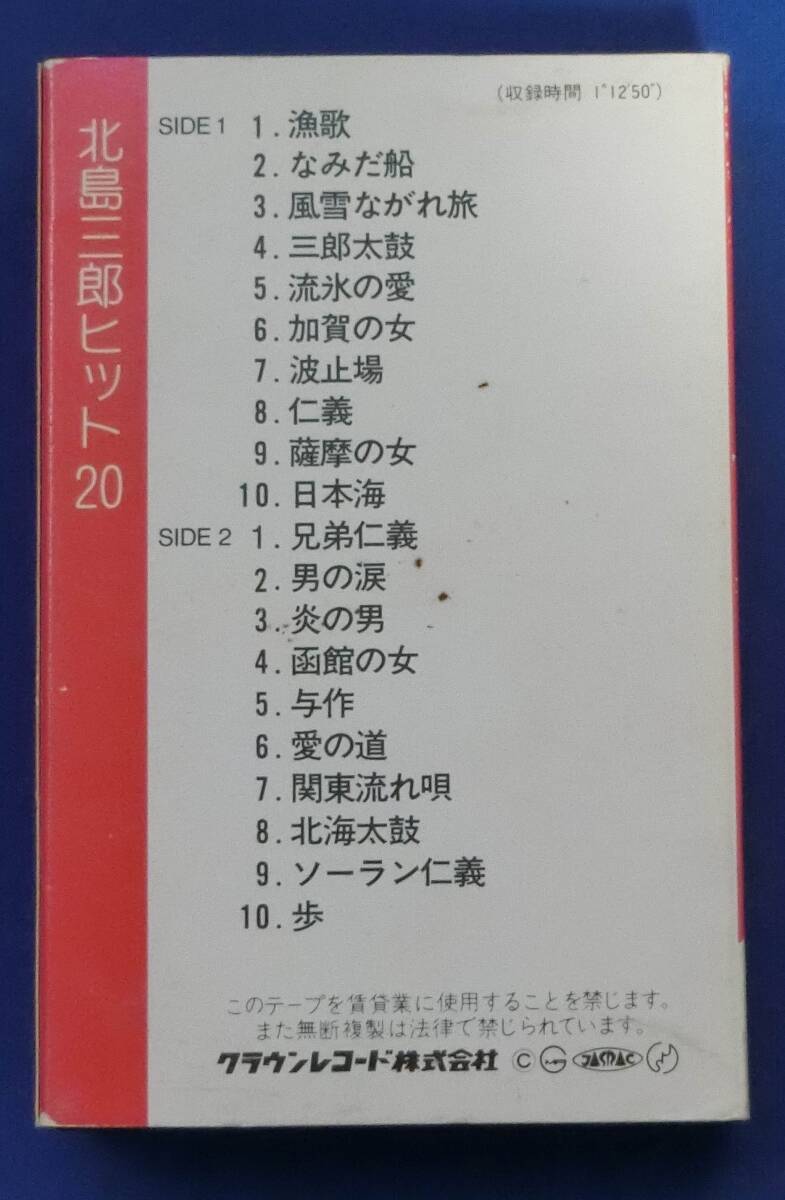 北島三郎ヒット20
(収録時間 1°12′50″)
SIDE 1 1.漁歌
2.なみだ船
3.風雪ながれ旅
4.三郎太鼓
5.流氷の愛
6.加賀の女
7.波止場
8.仁義
9.薩摩の女
10.日本海
SIDE 2 1.兄弟仁義
2.男の涙
3.炎の男
4.函館の女
5.与作
6.愛の道
7.関東流れ唄
8.北海太鼓
9.ソーラン仁義
10.歩
このテープを賃貸業に使用することを禁じます。
また無断複製は法律で禁じられています。
クラウンレコード株式会社 Ⓒ JASRAC